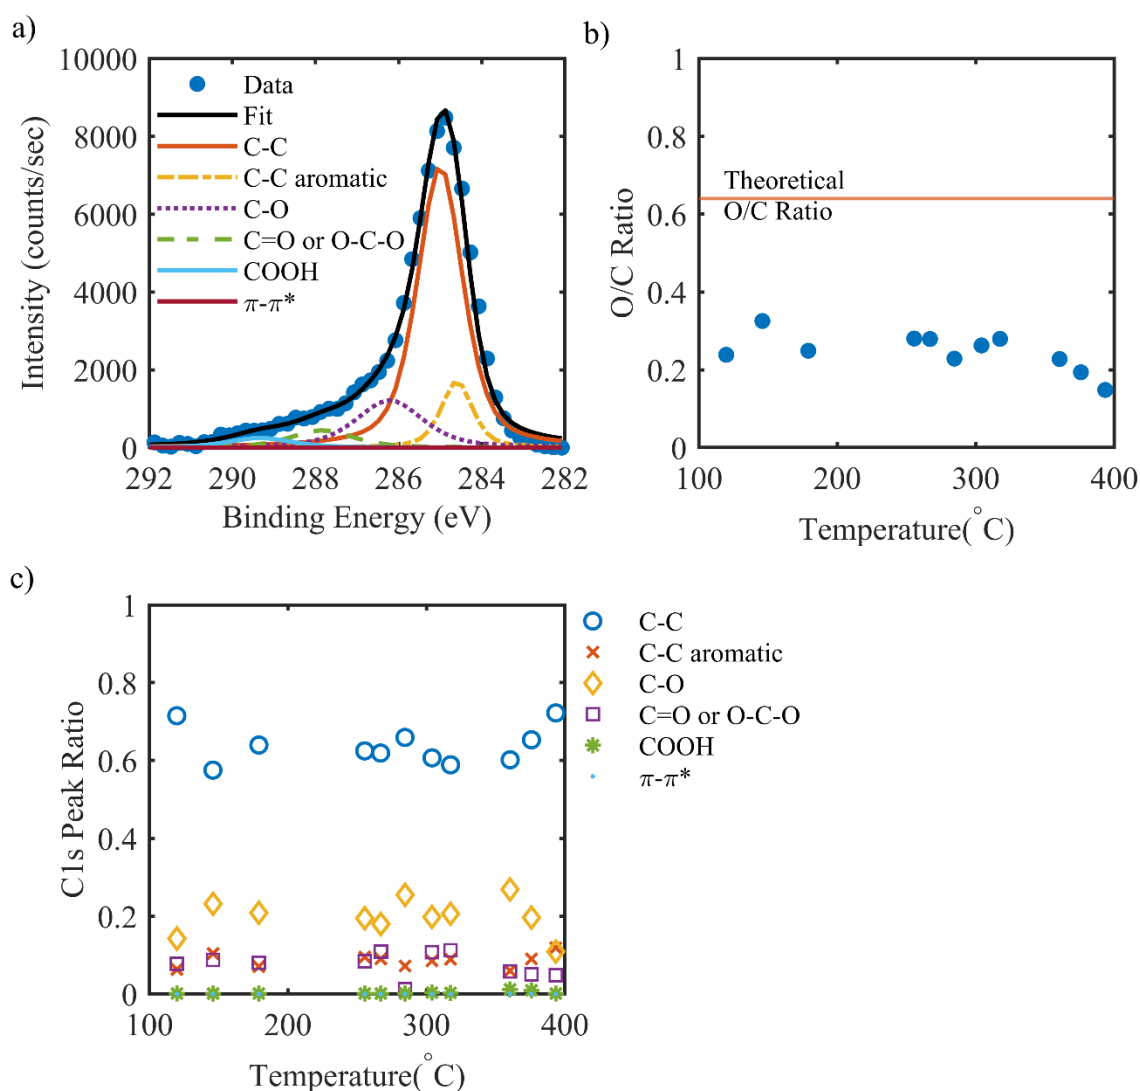 a)
10000
8000
6000
4000
2000
0
Intensity (counts/sec)
Data
Fit
C-C
C-C aromatic
C-O
C=O or O-C-O
COOH
π-π*
292 290 288 286 284 282
Binding Energy (eV)
b)
1
0.8
0.6
0.4
0.2
0
O/C Ratio
Theoretical
O/C Ratio
100 200 300 400
Temperature(°C)
c)
1
0.8
0.6
0.4
0.2
0
C1s Peak Ratio
100 200 300 400
Temperature(°C)
C-C
C-C aromatic
C-O
C=O or O-C-O
COOH
π-π*